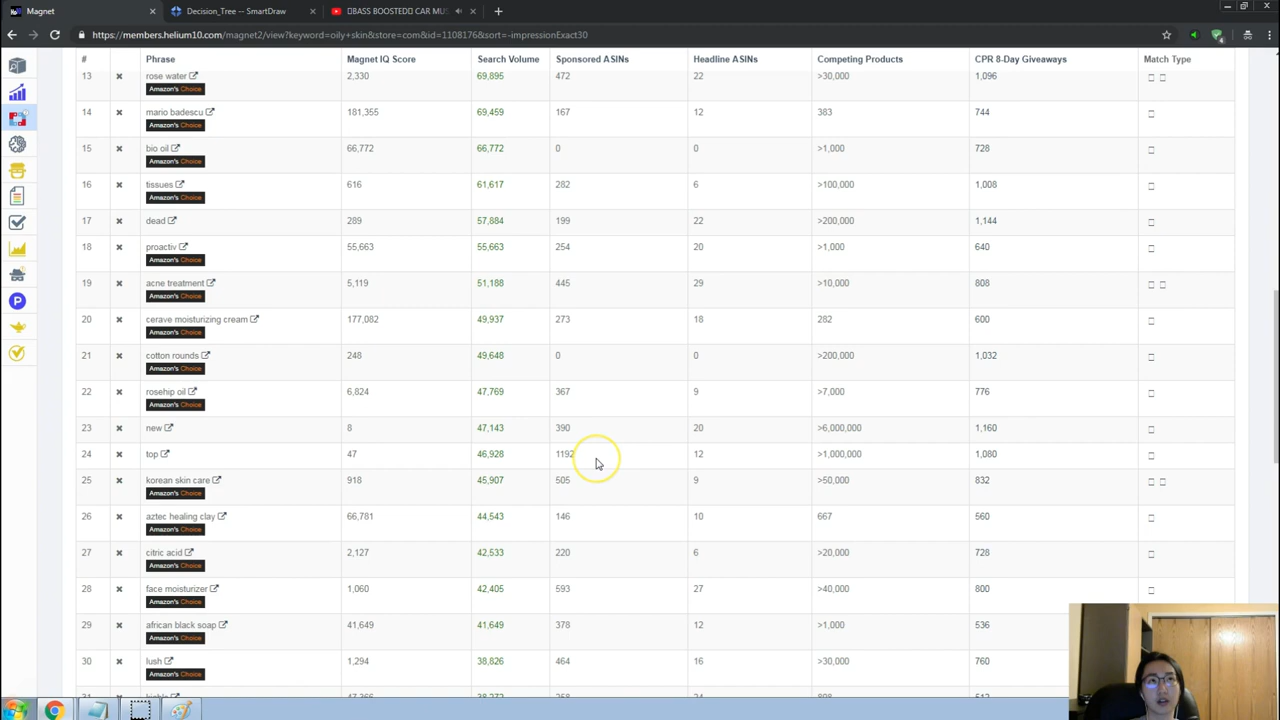 Magnet
Decision_Tree -- SmartDraw
BASS BOOSTED CAR MUS
https://members.helium10.com/magnet2/view?keyword=oily+skin&store=com&id=1108176&sort=-impressionExact30
# Phrase Magnet IQ Score Search Volume Sponsored ASINs Headline ASINs Competing Products CPR 8-Day Giveaways Match Type
13 rose water 2,330 69,895 472 22 >30,000 1,096
Amazon's Choice
14 mario badescu 181,355 69,459 167 12 383 744
Amazon's Choice
15 bio oil 66,772 66,772 0 0 >1,000 728
Amazon's Choice
16 tissues 616 61,617 282 6 >100,000 1,008
Amazon's Choice
17 dead 289 57,884 199 22 >200,000 1,144
18 proactiv 55,663 55,663 254 20 >1,000 640
Amazon's Choice
19 acne treatment 5,119 51,188 445 29 >10,000 808
Amazon's Choice
20 cerave moisturizing cream 177,082 49,937 273 18 282 600
Amazon's Choice
21 cotton rounds 248 49,648 0 0 >200,000 1,032
Amazon's Choice
22 rosehip oil 6,824 47,769 367 9 >7,000 776
Amazon's Choice
23 new 8 47,143 390 20 >6,000,000 1,160
24 top 47 46,928 1192 12 >1,000,000 1,080
25 korean skin care 9 >50,000 832
Amazon's Choice
26 aztec healing clay 66,781 44,543 146 10 667 560
Amazon's Choice
27 citric acid 2,127 42,533 220 6 >20,000 728
Amazon's Choice
28 face moisturizer 1,060 42,405 593 27 >40,000
Amazon's Choice
29 african black soap 41,649 41,649 378 12 >1,000 536
Amazon's Choice
30 lush 38,826 464 16 >30,000 760
Amazon's Choice